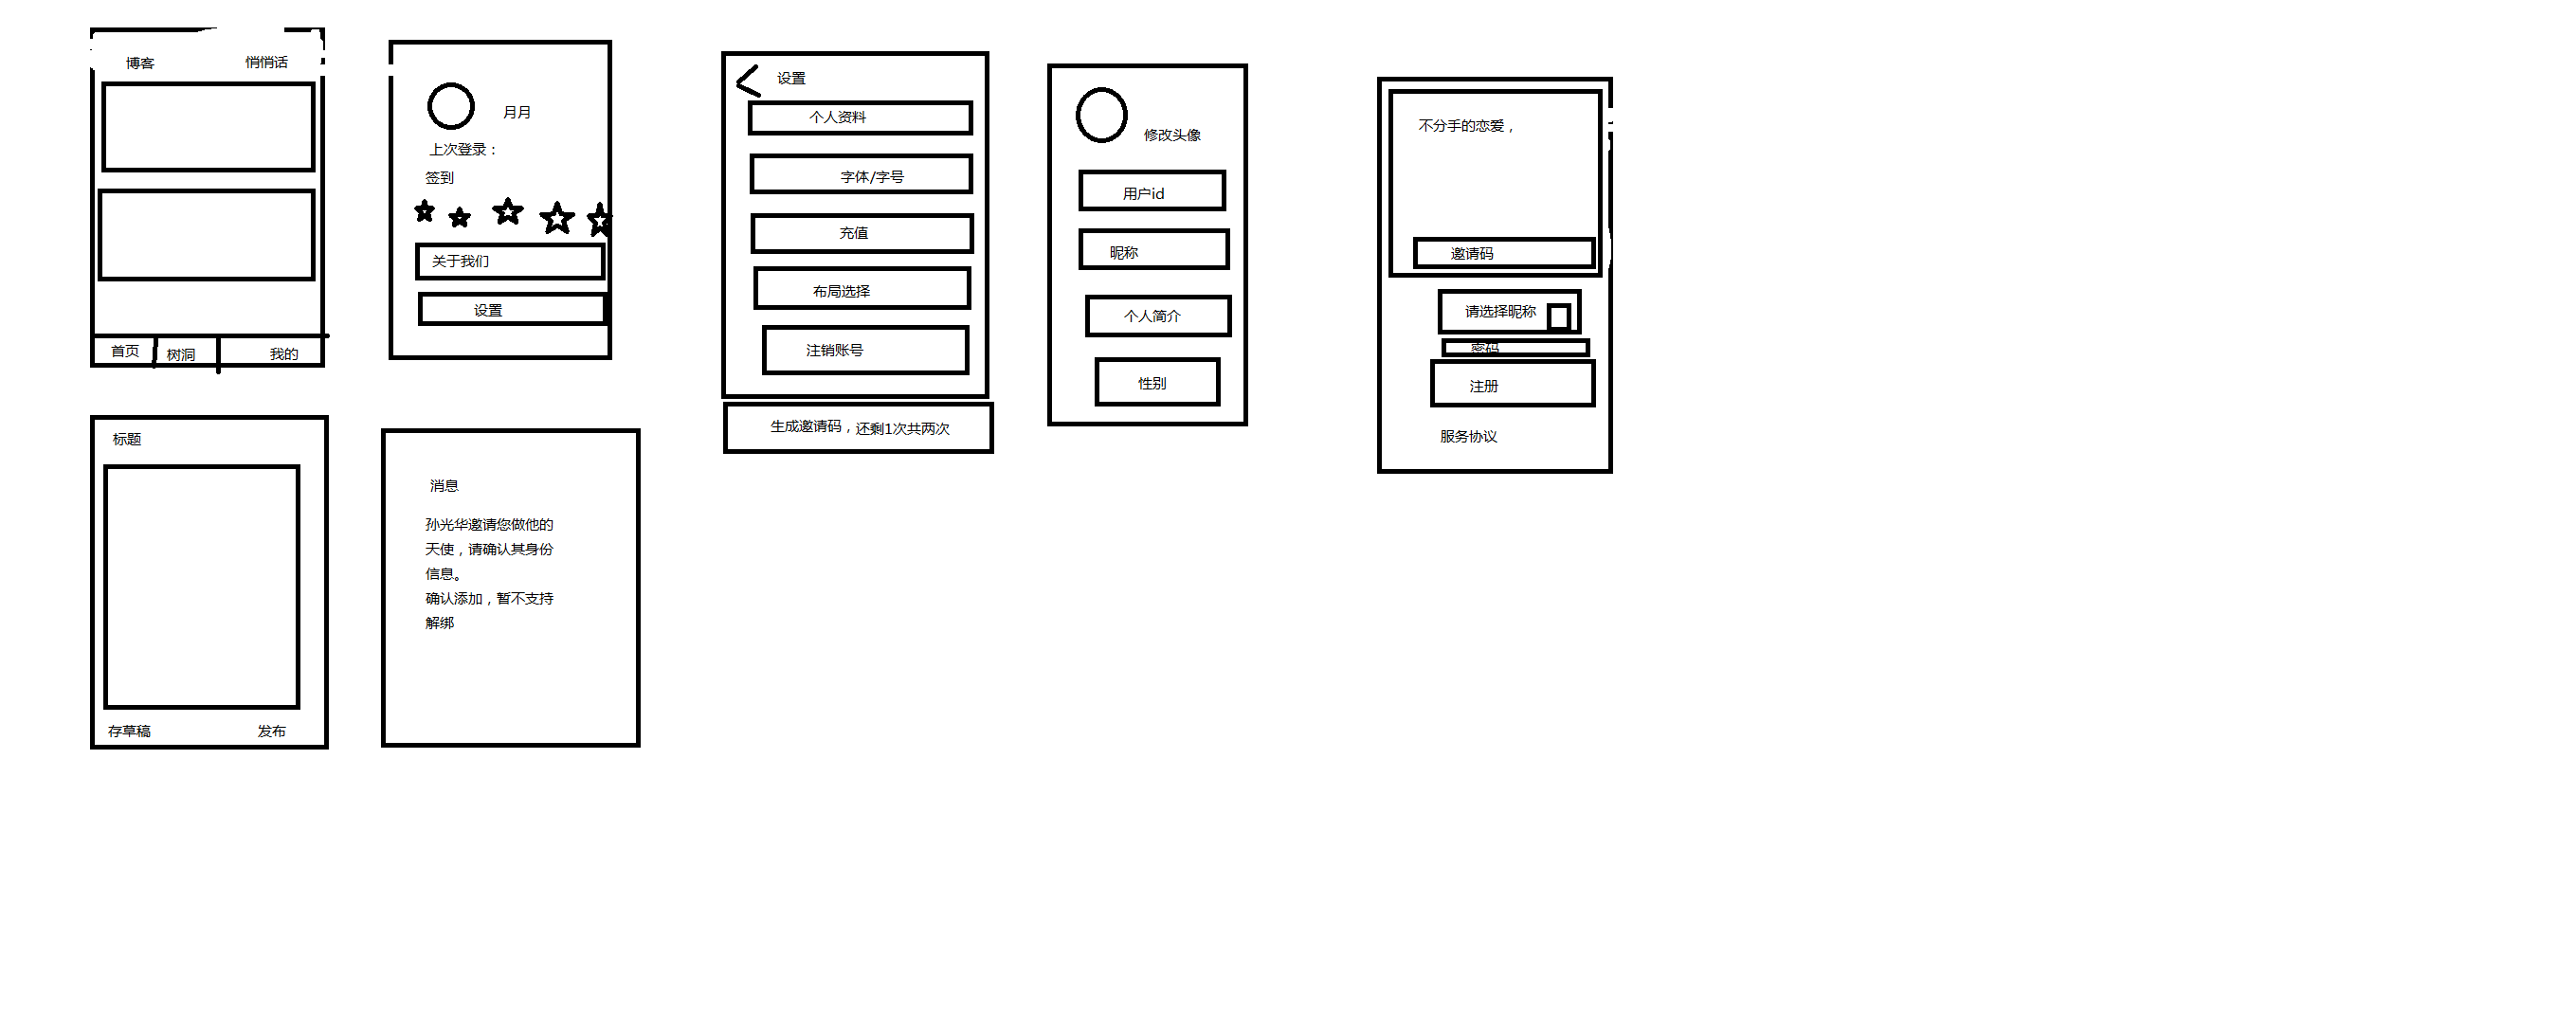 博客
悄悄话
首页
树洞
我的
月月
上次登录：
签到
关于我们
设置
设置
个人资料
字体/字号
充值
布局选择
注销账号
生成邀请码，还剩1次共两次
修改头像
用户id
昵称
个人简介
性别
不分手的恋爱，
邀请码
请选择昵称
密码
注册
服务协议
标题
存草稿
发布
消息
孙光华邀请您做他的
天使，请确认其身份
信息。
确认添加，暂不支持
解绑